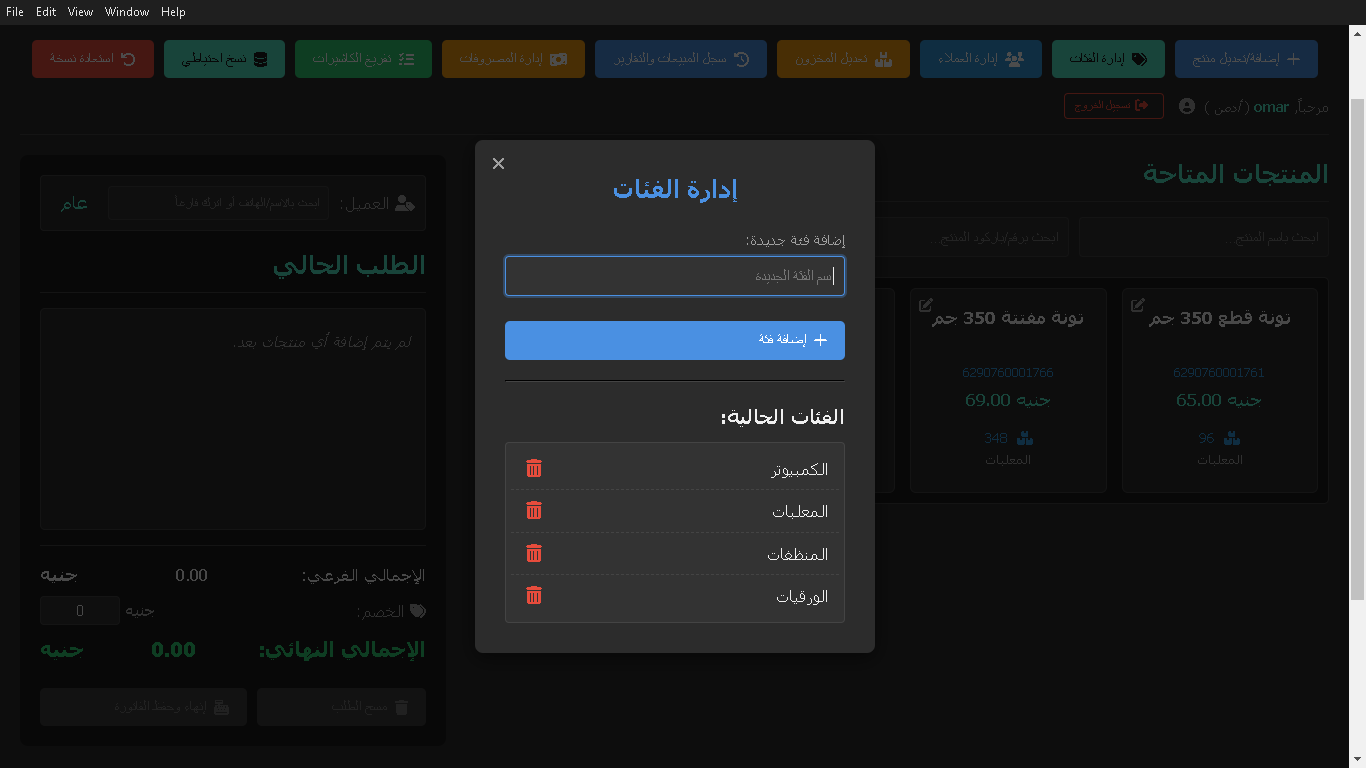 File Edit View Window Help
إضافة/تعديل منتج
إدارة الفئات
إدارة العملاء
تعديل المخزون
سجل المبيعات والتقارير
إدارة المصروفات
تفريغ الكاشيرات
نسخ احتياطي
استعادة نسخة
مرحباً, omar (أدمن)
تسجيل الخروج
المنتجات المتاحة
ابحث باسم المنتج ...
ابحث برقم/باركود المنتج ...
تونة قطع 350 جم
6290760001761
65.00 جنيه
96
المعلبات
تونة مفتتة 350 جم
6290760001766
69.00 جنيه
348
المعلبات
إدارة الفئات
إضافة فئة جديدة:
اسم الفئة الجديدة
إضافة فئة
الفئات الحالية:
الكمبيوتر
المعلبات
المنظفات
الورقيات
العميل:
ابحث بالاسم/الهاتف أو اتركه فارغاً
عام
الطلب الحالي
لم يتم إضافة أي منتجات بعد.
الإجمالي الفرعي: 0.00 جنيه
الخصم: جنيه 0
الإجمالي النهائي: 0.00 جنيه
مسح الطلب
إنهاء وحفظ الفاتورة